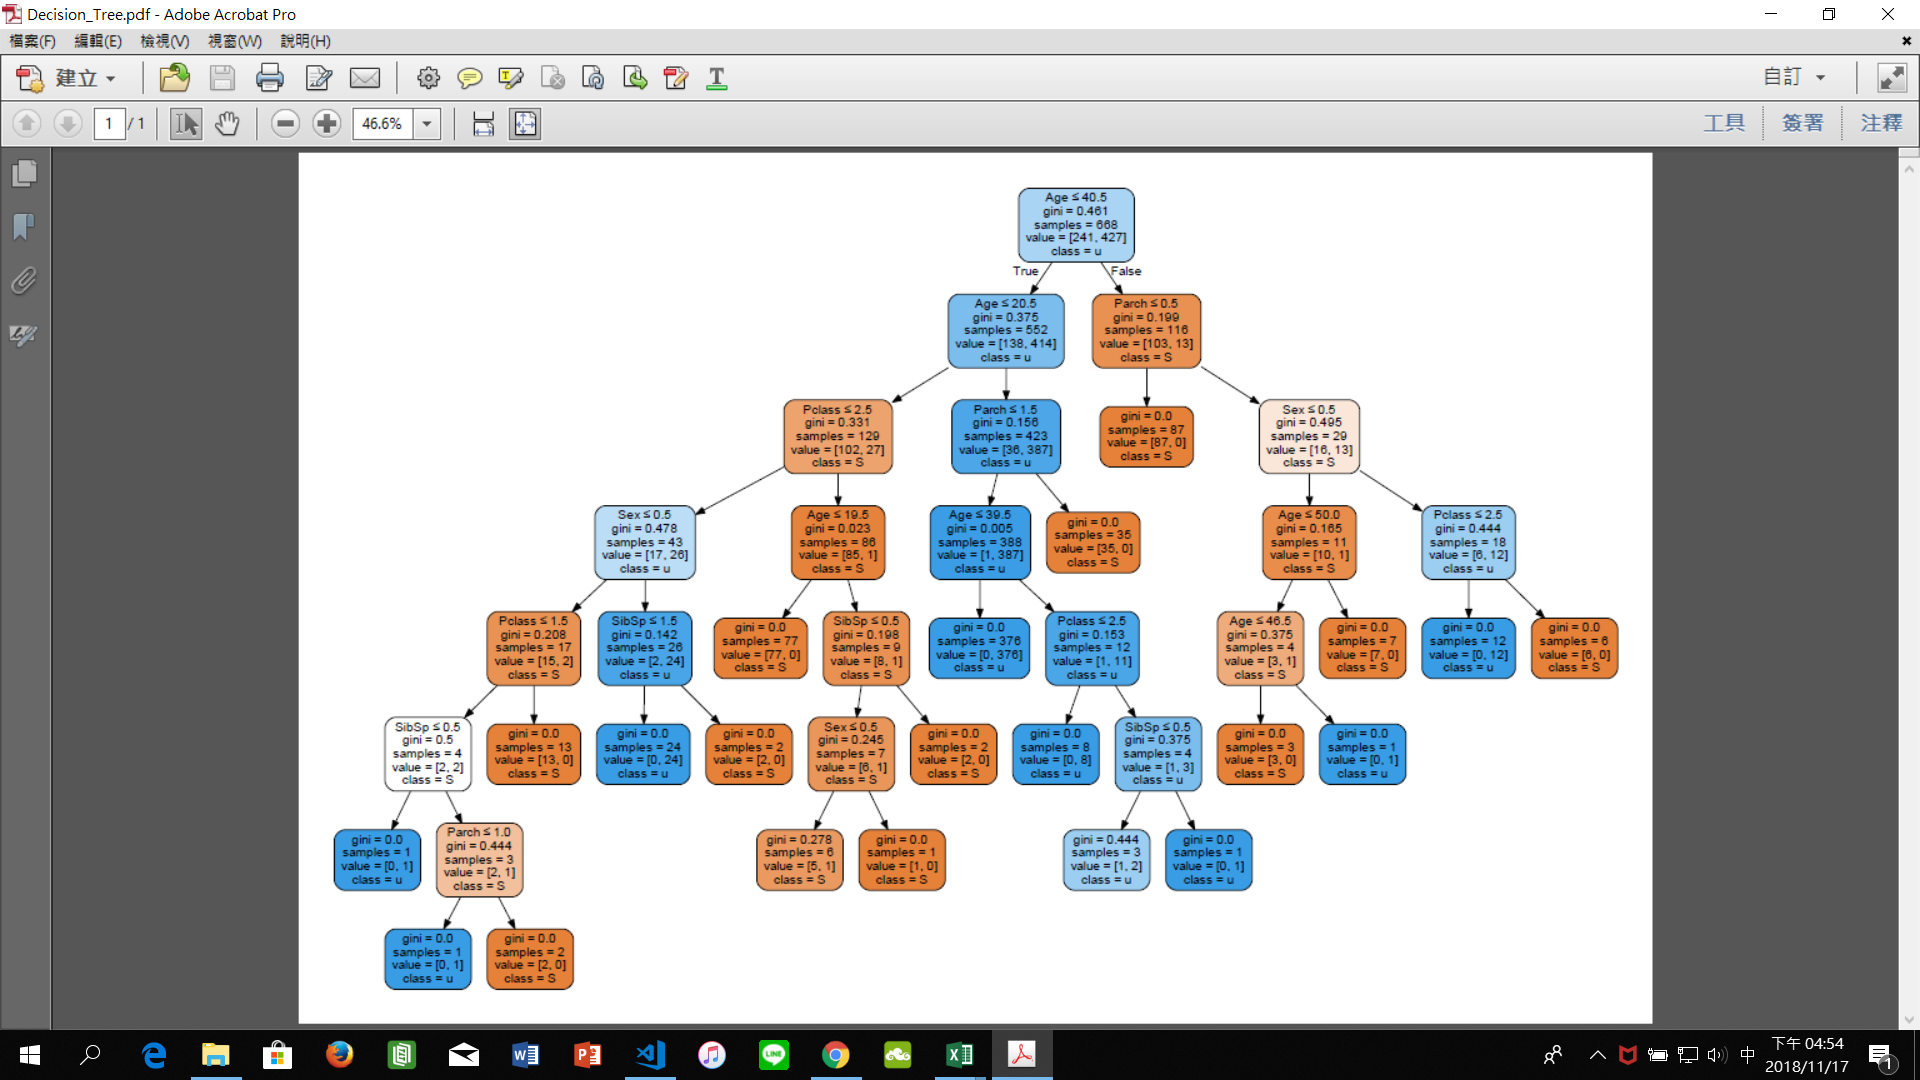 Decision_Tree.pdf - Adobe Acrobat Pro
檔案(F) 編輯(E) 檢視(V) 視窗(W) 說明(H)
建立 自訂
1 / 1 46.6% 工具 簽署 注釋
Age ≤ 40.5
gini = 0.461
samples = 668
value = [241, 427]
class = u
True
False
Age ≤ 20.5
gini = 0.375
samples = 552
value = [138, 414]
class = u
Parch ≤ 0.5
gini = 0.199
samples = 116
value = [103, 13]
class = S
Pclass ≤ 2.5
gini = 0.331
samples = 129
value = [102, 27]
class = S
Parch ≤ 1.5
gini = 0.156
samples = 423
value = [36, 387]
class = u
gini = 0.0
samples = 87
value = [87, 0]
class = S
Sex ≤ 0.5
gini = 0.495
samples = 29
value = [16, 13]
class = S
Sex ≤ 0.5
gini = 0.478
samples = 43
value = [17, 26]
class = u
Age ≤ 19.5
gini = 0.023
samples = 86
value = [85, 1]
class = S
Age ≤ 39.5
gini = 0.005
samples = 388
value = [1, 387]
class = u
gini = 0.0
samples = 35
value = [35, 0]
class = S
Age ≤ 50.0
gini = 0.165
samples = 11
value = [10, 1]
class = S
Pclass ≤ 2.5
gini = 0.444
samples = 18
value = [6, 12]
class = u
Pclass ≤ 1.5
gini = 0.208
samples = 17
value = [15, 2]
class = S
SibSp ≤ 1.5
gini = 0.142
samples = 26
value = [2, 24]
class = u
gini = 0.0
samples = 77
value = [77, 0]
class = S
SibSp ≤ 0.5
gini = 0.198
samples = 9
value = [8, 1]
class = S
gini = 0.0
samples = 376
value = [0, 376]
class = u
Pclass ≤ 2.5
gini = 0.153
samples = 12
value = [1, 11]
class = u
Age ≤ 46.5
gini = 0.375
samples = 4
value = [3, 1]
class = S
gini = 0.0
samples = 7
value = [7, 0]
class = S
gini = 0.0
samples = 12
value = [0, 12]
class = u
gini = 0.0
samples = 6
value = [6, 0]
class = S
SibSp ≤ 0.5
gini = 0.5
samples = 4
value = [2, 2]
class = S
gini = 0.0
samples = 13
value = [13, 0]
class = S
gini = 0.0
samples = 24
value = [0, 24]
class = u
gini = 0.0
samples = 2
value = [2, 0]
class = S
Sex ≤ 0.5
gini = 0.245
samples = 7
value = [6, 1]
class = S
gini = 0.0
samples = 2
value = [2, 0]
class = S
gini = 0.0
samples = 8
value = [0, 8]
class = u
SibSp ≤ 0.5
gini = 0.375
samples = 4
value = [1, 3]
class = u
gini = 0.0
samples = 3
value = [3, 0]
class = S
gini = 0.0
samples = 1
value = [0, 1]
class = u
gini = 0.0
samples = 1
value = [0, 1]
class = u
Parch ≤ 1.0
gini = 0.444
samples = 3
value = [2, 1]
class = S
gini = 0.278
samples = 6
value = [5, 1]
class = S
gini = 0.0
samples = 1
value = [1, 0]
class = S
gini = 0.444
samples = 3
value = [1, 2]
class = u
gini = 0.0
samples = 1
value = [0, 1]
class = u
gini = 0.0
samples = 1
value = [0, 1]
class = u
gini = 0.0
samples = 2
value = [2, 0]
class = S
中
下午 04:54
2018/11/17
1